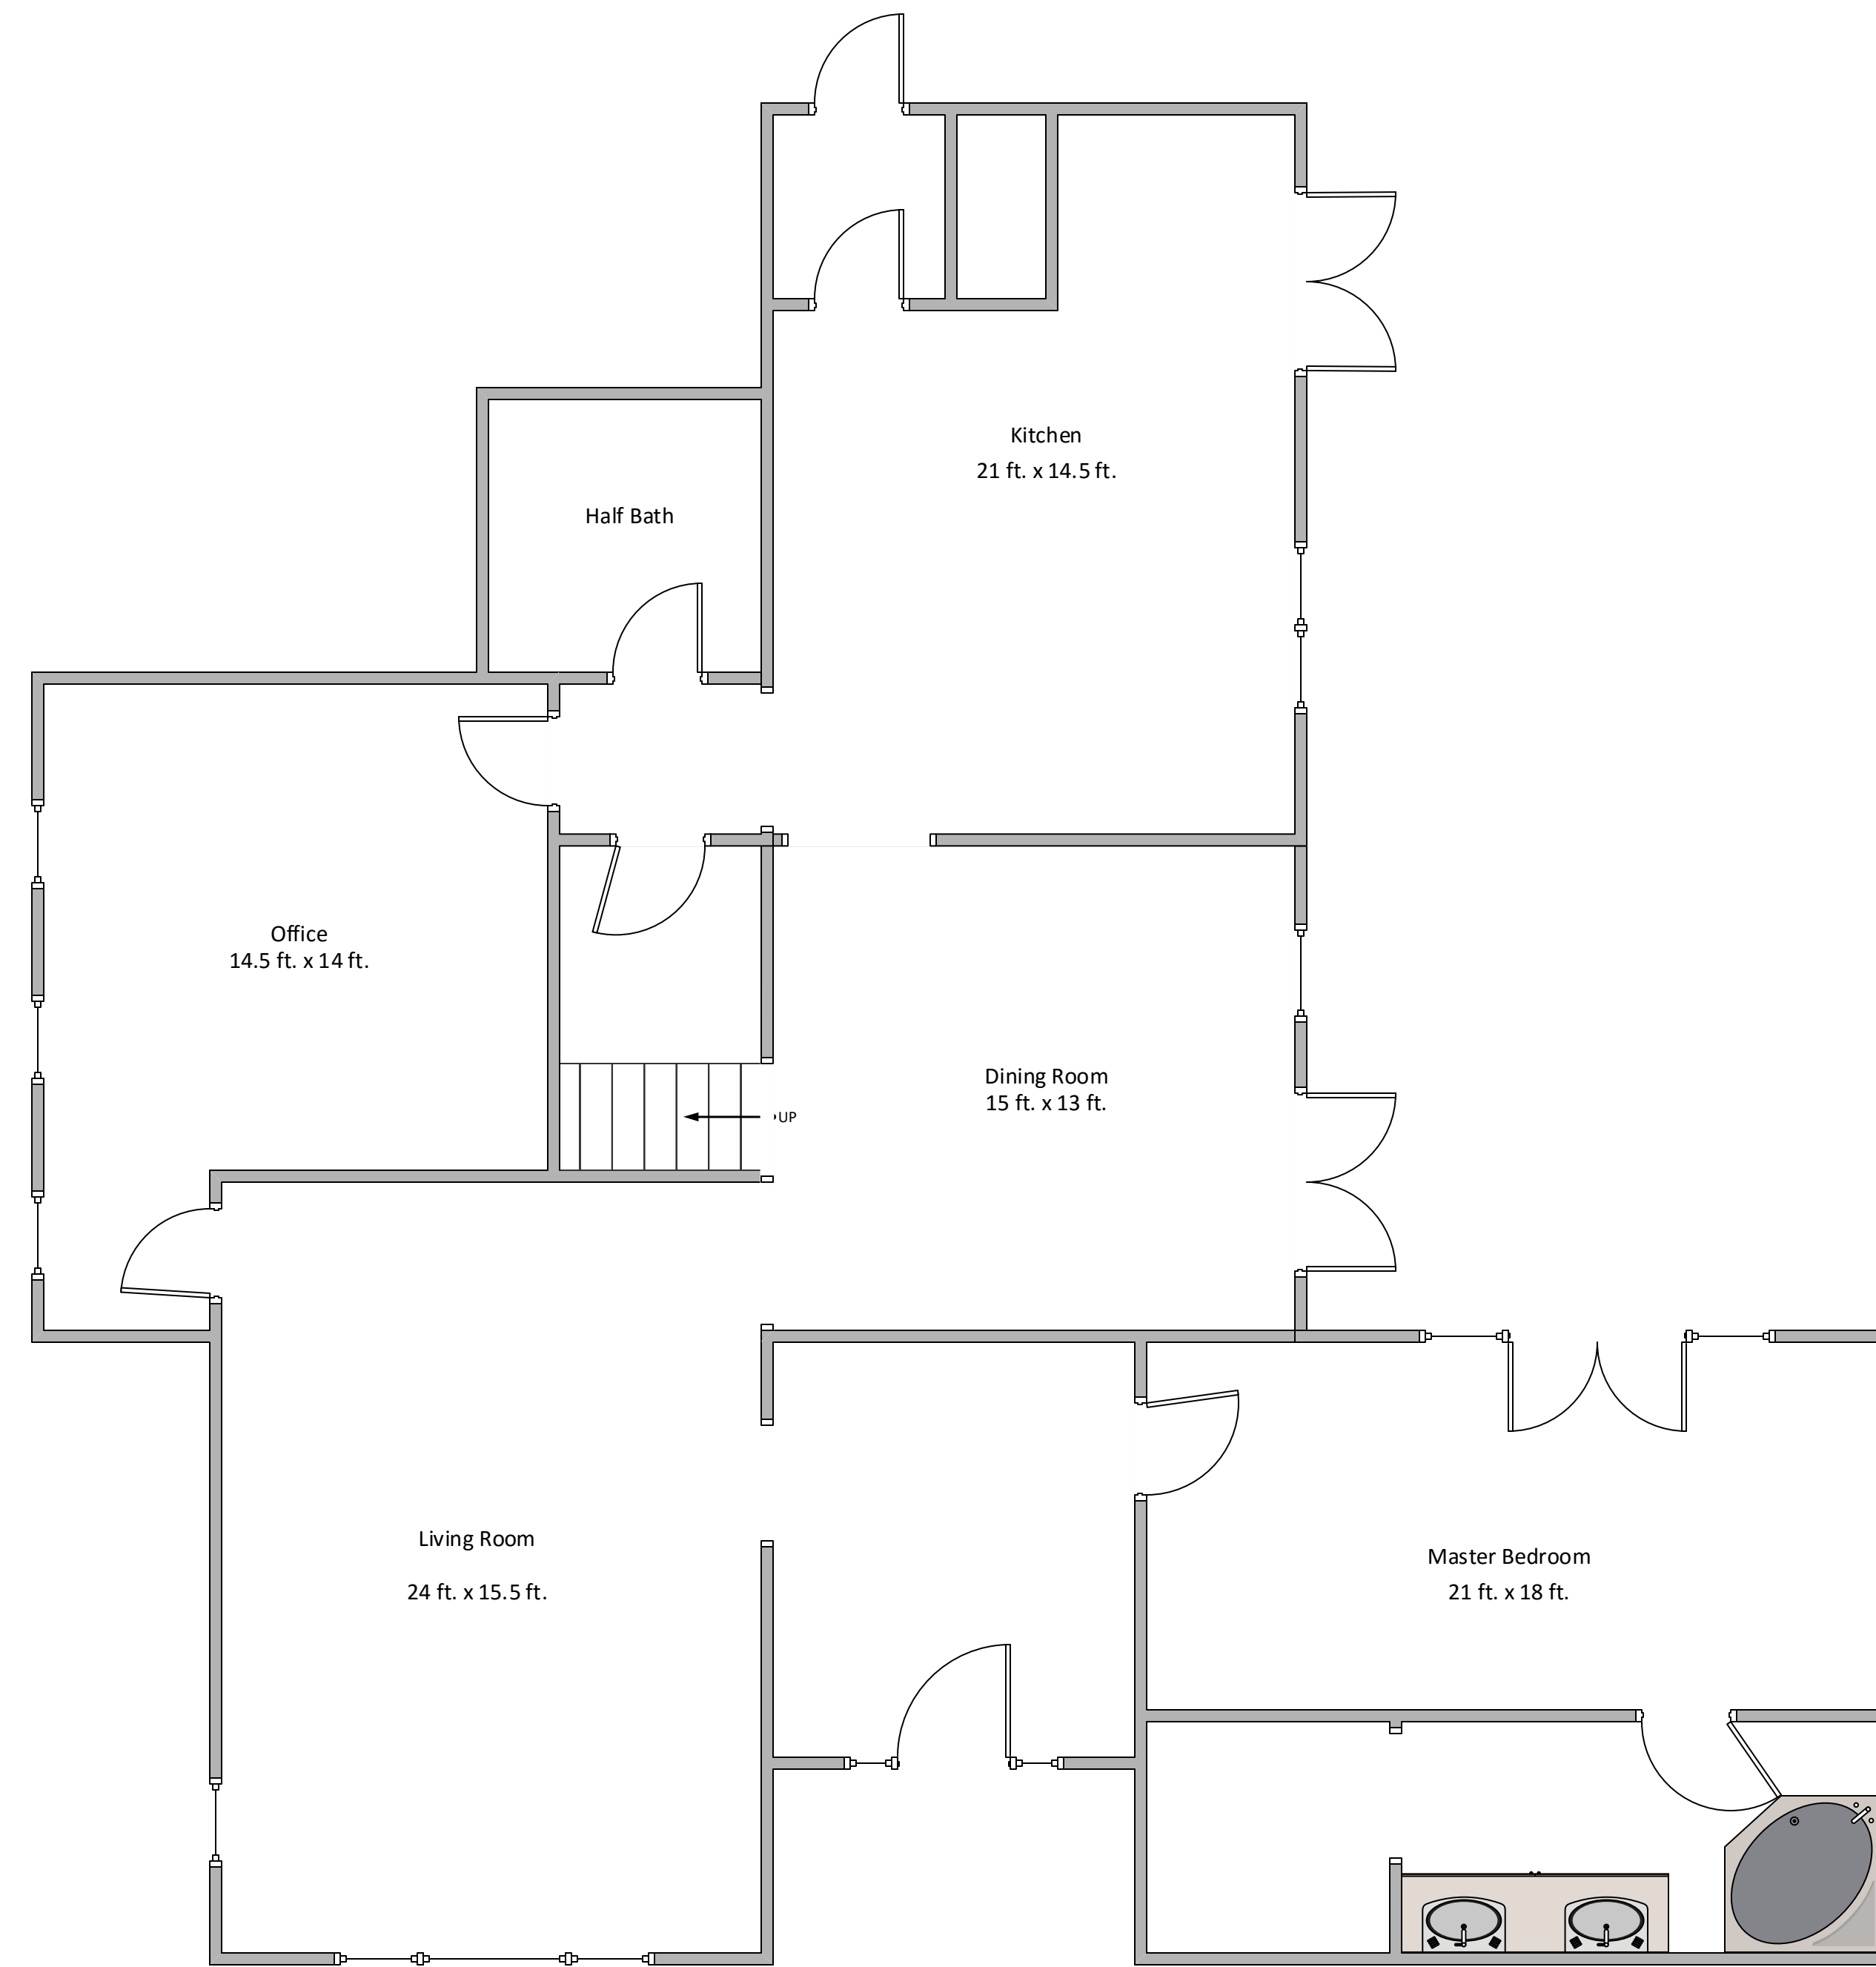 Kitchen
21 ft. x 14.5 ft.
Half Bath
Office
14.5 ft. x 14 ft.
Dining Room
15 ft. x 13 ft.
UP
Living Room
24 ft. x 15.5 ft.
Master Bedroom
21 ft. x 18 ft.